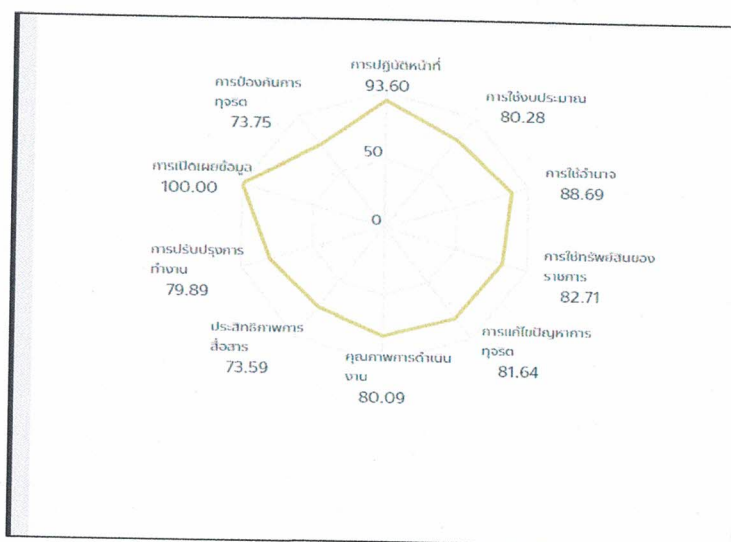 การปฏิบัติหน้าที่
93.60
การใช้งบประมาณ
80.28
การใช้อำนาจ
88.69
การใช้ทรัพย์สินของ
ราชการ
82.71
การแก้ไขปัญหาการ
ทุจริต
81.64
คุณภาพการดำเนิน
งาน
80.09
ประสิทธิภาพการ
สื่อสาร
73.59
การปรับปรุงการ
ทำงาน
79.89
การเปิดเผยข้อมูล
100.00
การป้องกันการ
ทุจริต
73.75
50
0